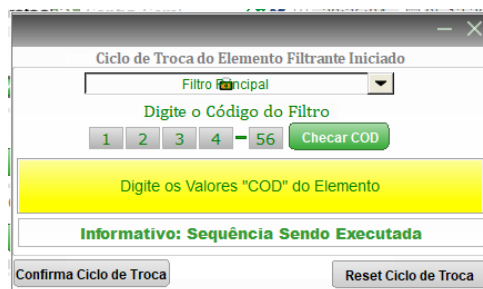 Ciclo de Troca do Elemento Filtrante Iniciado
Filtro Principal
Digite o Código do Filtro
1 2 3 4 - 56 Checar COD
Digite os Valores "COD" do Elemento
Informativo: Sequência Sendo Executada
Confirma Ciclo de Troca Reset Ciclo de Troca